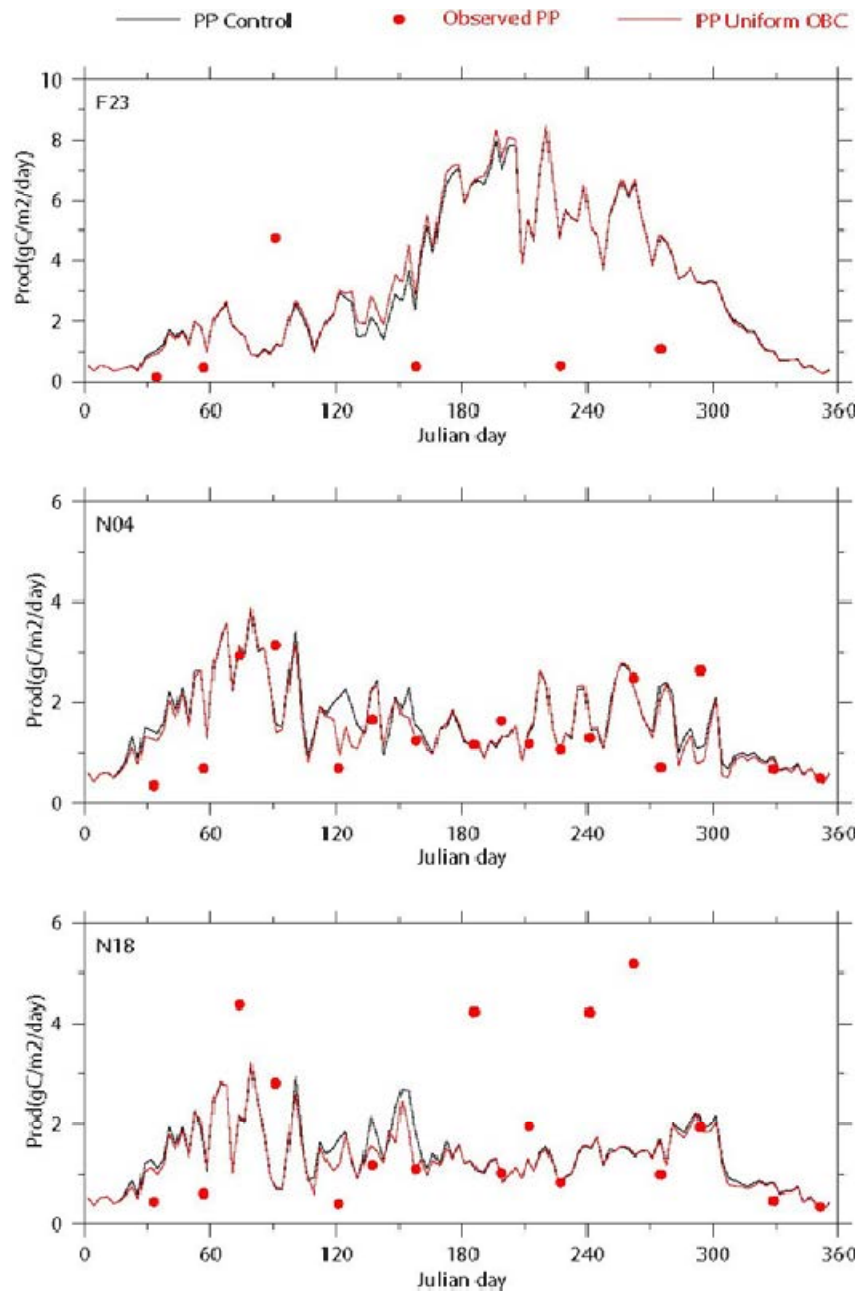 PP Control Observed PP PP Uniform OBC
F23
Prod(gC/m2/day)
10
8
6
4
2
0
0 60 120 180 240 300 360
Julian day
N04
Prod(gC/m2/day)
6
4
2
0
0 60 120 180 240 300 360
Julian day
N18
Prod(gC/m2/day)
6
4
2
0
0 60 120 180 240 300 360
Julian day